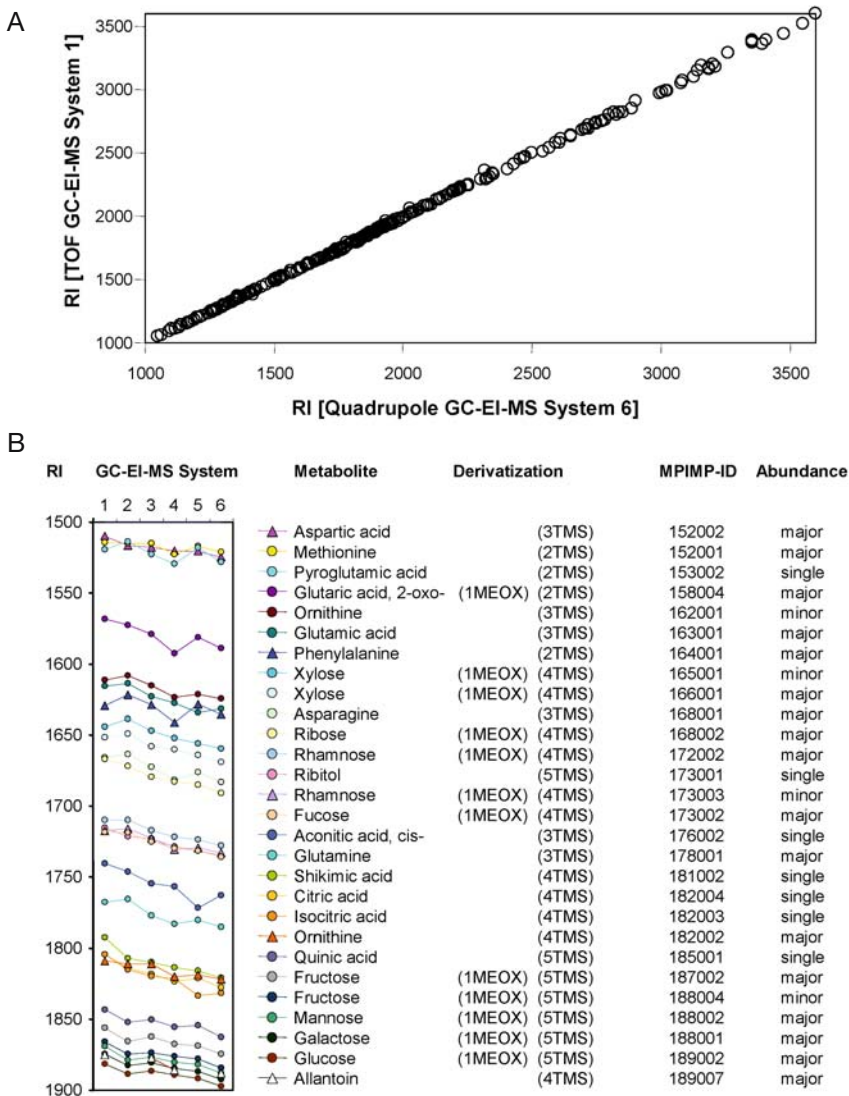 A
RI [TOF GC-EI-MS System 1]
3500
3000
2500
2000
1500
1000
1000 1500 2000 2500 3000 3500
RI [Quadrupole GC-EI-MS System 6]
B
RI GC-EI-MS System Metabolite Derivatization MPIMP-ID Abundance
1 2 3 4 5 6
1500
1550
1600
1650
1700
1750
1800
1850
1900
Aspartic acid (3TMS) 152002 major
Methionine (2TMS) 152001 major
Pyroglutamic acid (2TMS) 153002 single
Glutaric acid, 2-oxo- (1MEOX) (2TMS) 158004 major
Ornithine (3TMS) 162001 minor
Glutamic acid (3TMS) 163001 major
Phenylalanine (2TMS) 164001 major
Xylose (1MEOX) (4TMS) 165001 minor
Xylose (1MEOX) (4TMS) 166001 major
Asparagine (3TMS) 168001 major
Ribose (1MEOX) (4TMS) 168002 major
Rhamnose (1MEOX) (4TMS) 172002 major
Ribitol (5TMS) 173001 single
Rhamnose (1MEOX) (4TMS) 173003 minor
Fucose (1MEOX) (4TMS) 173002 major
Aconitic acid, cis- (3TMS) 176002 single
Glutamine (3TMS) 178001 major
Shikimic acid (4TMS) 181002 single
Citric acid (4TMS) 182004 single
Isocitric acid (4TMS) 182003 single
Ornithine (4TMS) 182002 major
Quinic acid (5TMS) 185001 single
Fructose (1MEOX) (5TMS) 187002 major
Fructose (1MEOX) (5TMS) 188004 minor
Mannose (1MEOX) (5TMS) 188002 major
Galactose (1MEOX) (5TMS) 188001 major
Glucose (1MEOX) (5TMS) 189002 major
Allantoin (4TMS) 189007 major